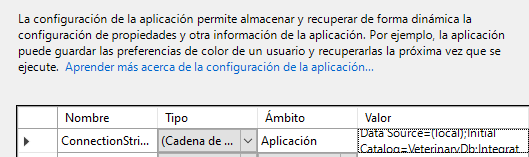 La configuración de la aplicación permite almacenar y recuperar de forma dinámica la
configuración de propiedades y otra información de la aplicación. Por ejemplo, la aplicación
puede guardar las preferencias de color de un usuario y recuperarlas la próxima vez que se
ejecute. Aprender más acerca de la configuración de la aplicación...
Nombre Tipo Ámbito Valor
ConnectionStri... (Cadena de ... Aplicación Data Source=(local);Initial
Catalog=VeterinaryDb;Integrat...